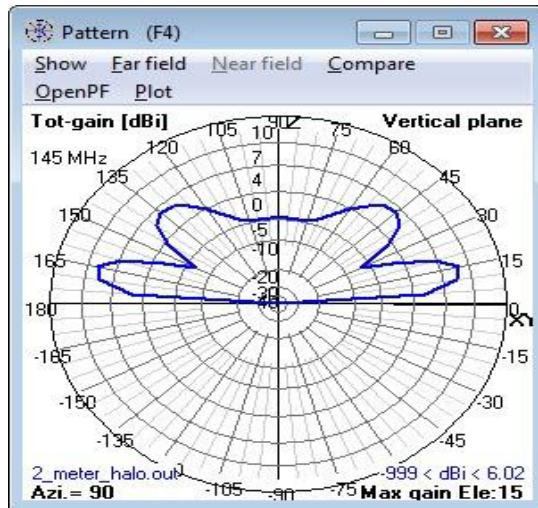 Pattern (F4)
Show Far field Near field Compare
OpenPF Plot
Tot-gain [dBi] Vertical plane
145 MHz
90 Z
105 75
120 60
135 45
150 30
165 15
180 0
XY
-165 -15
-150 -30
-135 -45
-105 -75
-90
10
7
4
0
-5
-10
-20
-30
2_meter_halo.out
-999 < dBi < 6.02
Azi.= 90
Max gain Ele:15